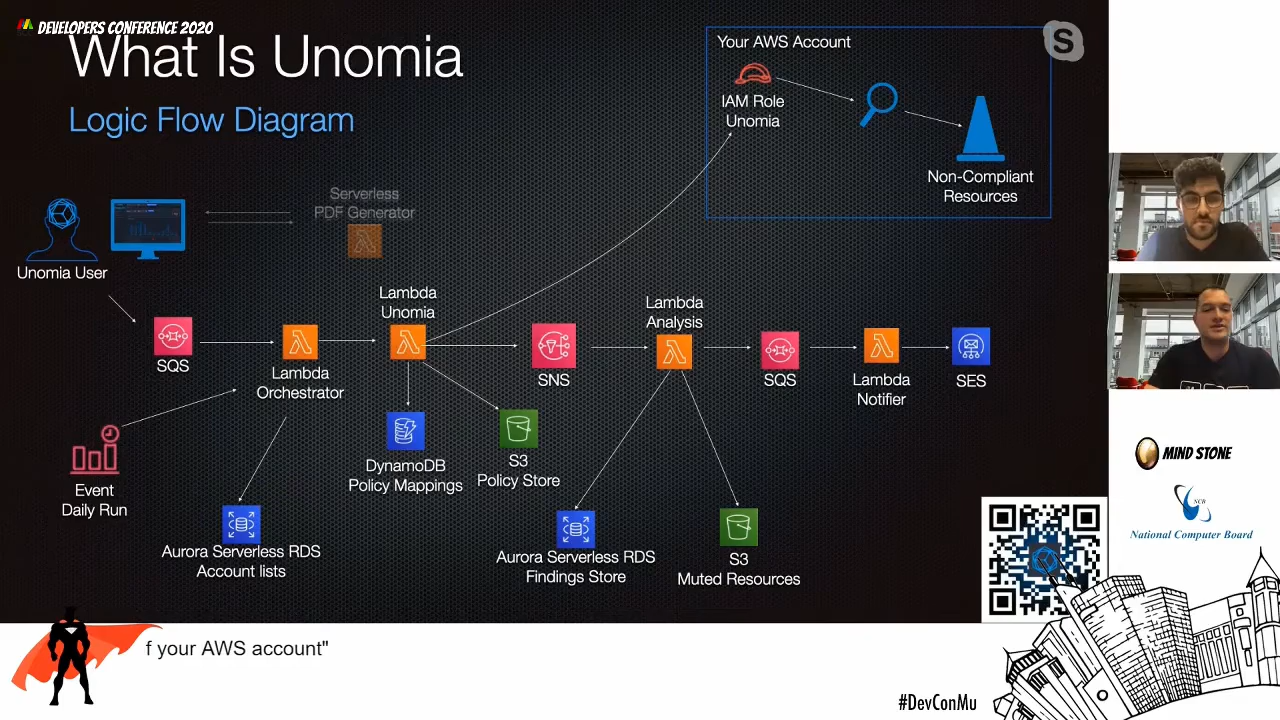 DEVELOPERS CONFERENCE 2020
What Is Unomia
Logic Flow Diagram
Your AWS Account
S
IAM Role
Unomia
Non-Compliant
Resources
Serverless
PDF Generator
Unomia User
Lambda
Unomia
Lambda
Analysis
SQS
Lambda
Orchestrator
SNS
SQS
Lambda
Notifier
SES
Event
Daily Run
DynamoDB
Policy Mappings
S3
Policy Store
Aurora Serverless RDS
Account lists
Aurora Serverless RDS
Findings Store
S3
Muted Resources
MIND STONE
NCB
National Computer Board
f your AWS account"
#DevConMu